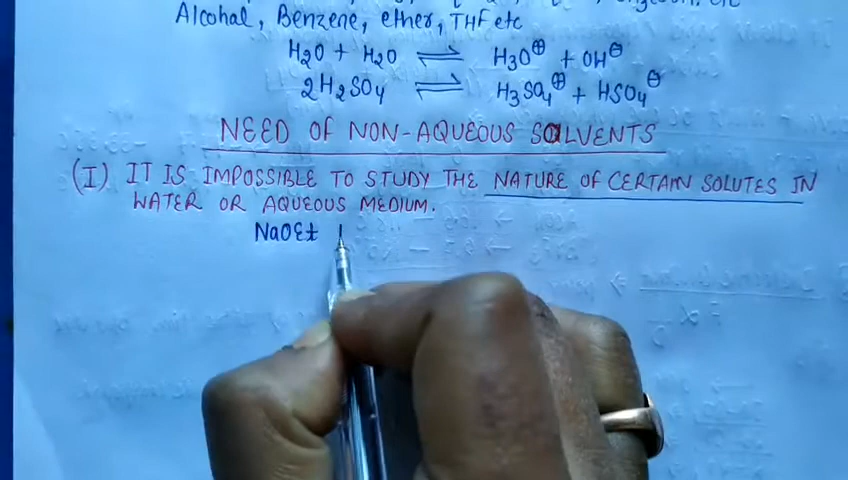 Alcohal, Benzene, ether, THF etc
H₂O + H₂O ⇌ H₃O⊕ + OH⊖
2H₂SO₄ ⇌ H₃SO₄⊕ + HSO₄⊖
NEED OF NON-AQUEOUS SOLVENTS
(I) IT IS IMPOSSIBLE TO STUDY THE NATURE OF CERTAIN SOLUTES IN
WATER OR AQUEOUS MEDIUM.
NaOEt